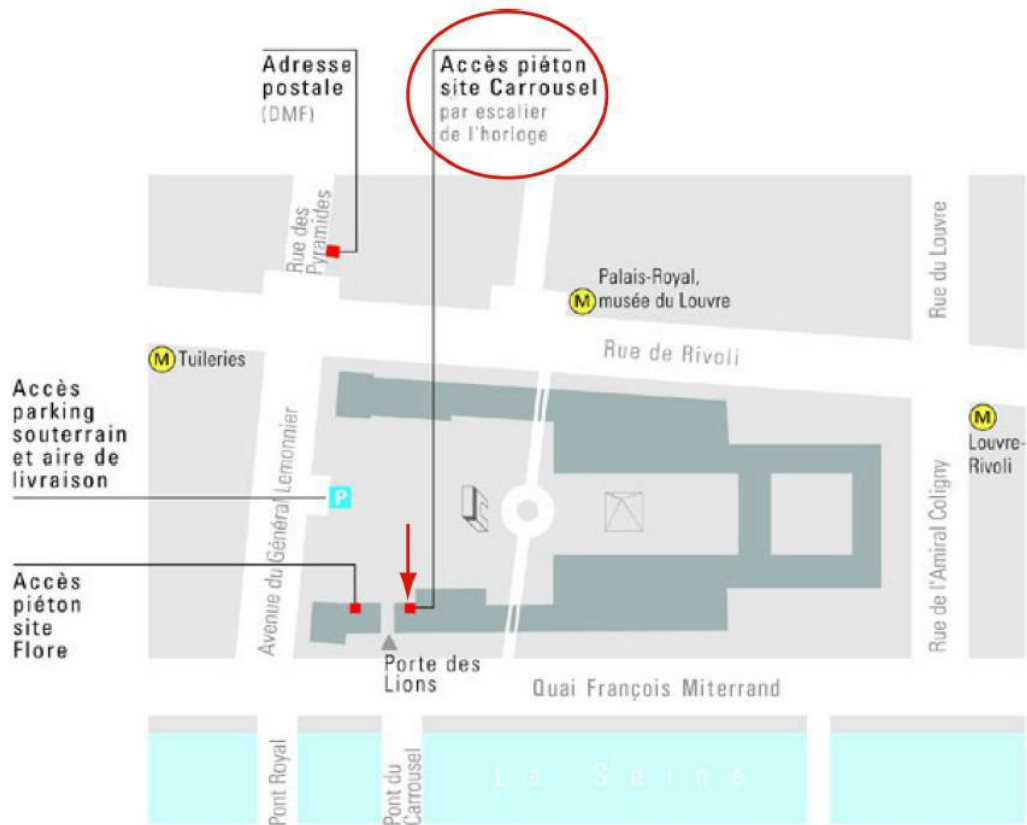 Adresse
postale
(DMF)
Accès piéton
site Carrousel
par escalier
de l'horloge
Rue des
Pyramides
Rue du Louvre
Palais-Royal,
musée du Louvre
M
Rue de Rivoli
M Tuileries
Accès
parking
souterrain
et aire de
livraison
M
Louvre-
Rivoli
P
Avenue du Général Lemonnier
Rue de l'Amiral Coligny
Accès
piéton
site
Flore
Porte des
Lions
Quai François Miterrand
Pont Royal
Pont du
Carrousel
La Seine